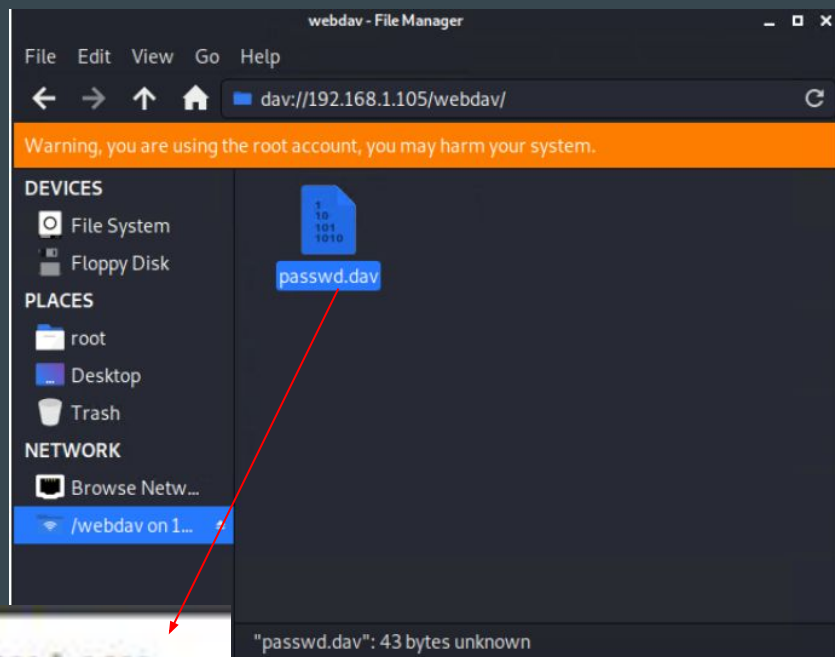 webdav - File Manager
File Edit View Go Help
dav://192.168.1.105/webdav/
Warning, you are using the root account, you may harm your system.
DEVICES
File System
Floppy Disk
PLACES
root
Desktop
Trash
NETWORK
Browse Netw...
/webdav on 1...
1
10
101
1010
passwd.dav
"passwd.dav": 43 bytes unknown